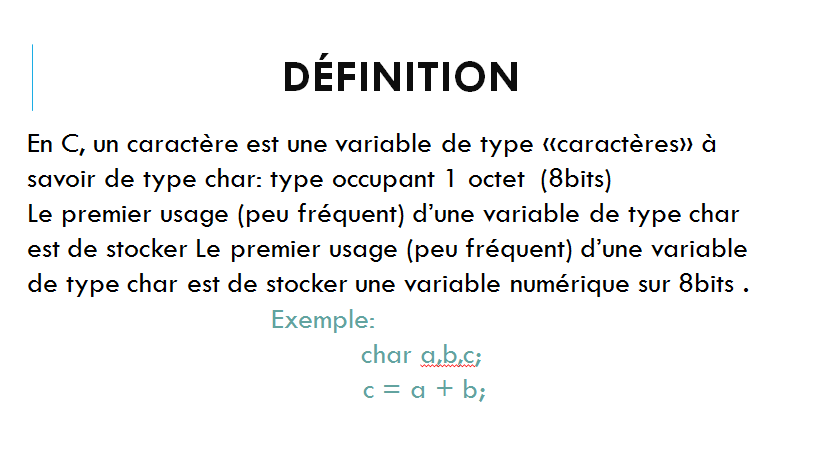 DÉFINITION
En C, un caractère est une variable de type «caractères» à
savoir de type char: type occupant 1 octet (8bits)
Le premier usage (peu fréquent) d’une variable de type char
est de stocker Le premier usage (peu fréquent) d’une variable
de type char est de stocker une variable numérique sur 8bits .
Exemple:
char a,b,c;
c = a + b;